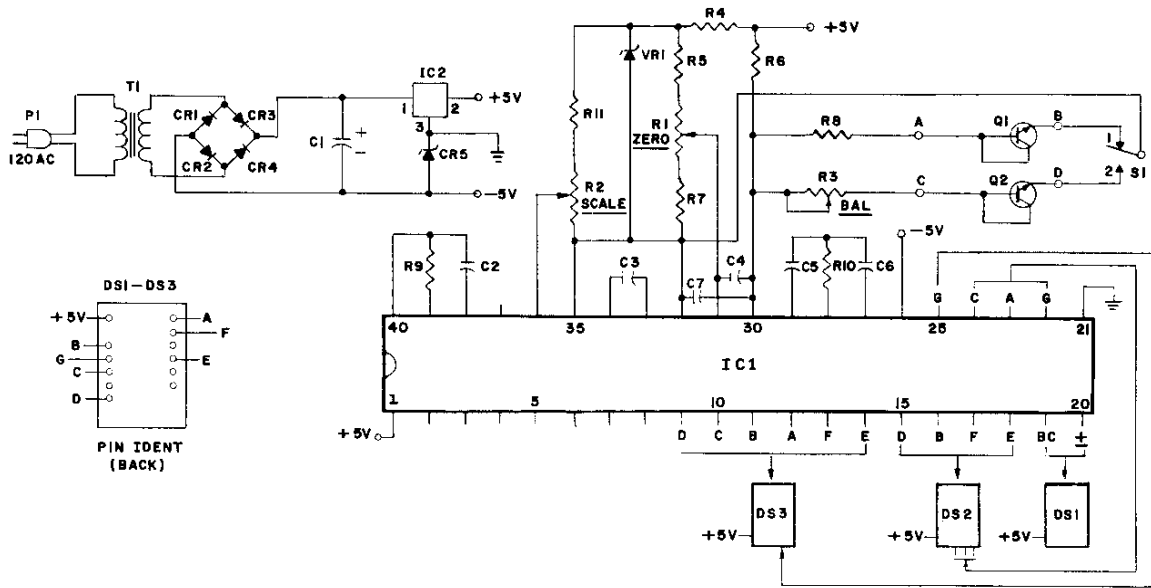 P1
120AC
T1
CR1
CR3
CR2
CR4
C1
+
−
IC2
1
2
3
+5V
CR5
−5V
R4
+5V
VR1
R5
R6
R11
R1
ZERO
R2
SCALE
R7
R8
A
Q1
B
1
S1
2
R3
BAL
C
Q2
D
−5V
R9
C2
C3
C4
C7
C5
R10
C6
G
C
A
G
40
35
30
25
21
IC1
1
5
10
15
20
+5V
D
C
B
A
F
E
D
B
F
E
BC
±
DS3
DS2
DS1
+5V
+5V
+5V
DS1−DS3
+5V
A
F
B
G
E
C
D
PIN IDENT
(BACK)